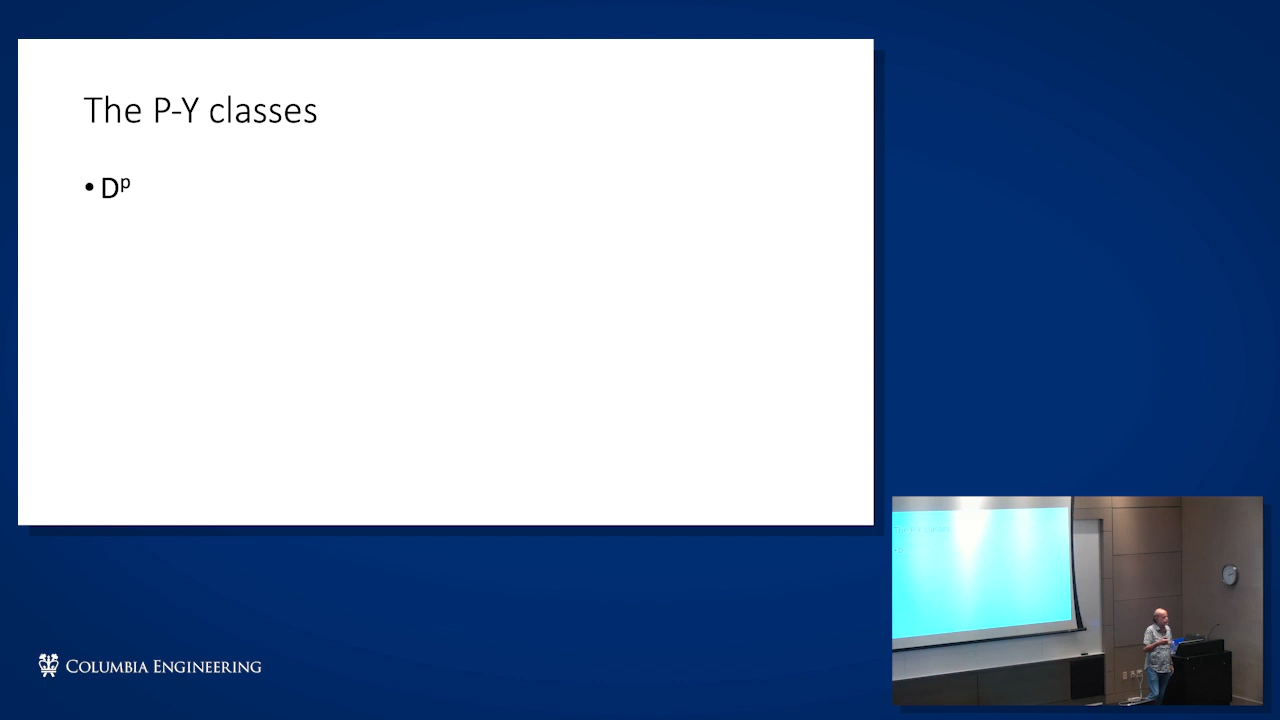 The P-Y classes
• Dᵖ
COLUMBIA ENGINEERING